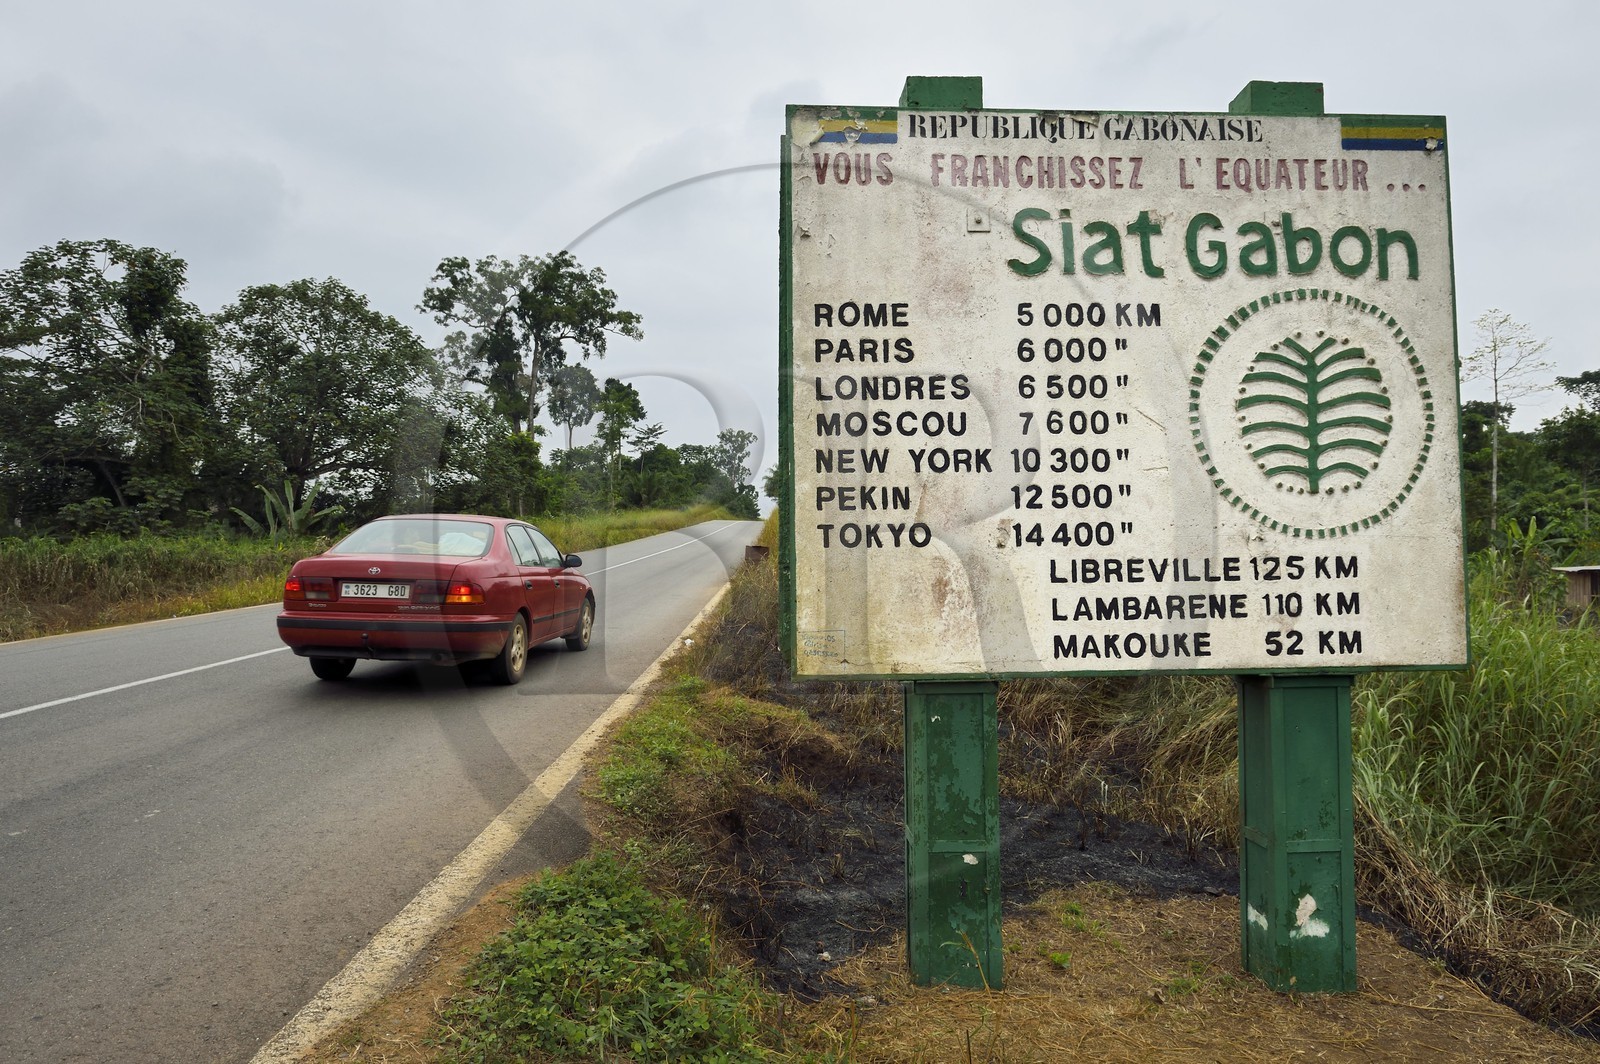 REPUBLIQUE GABONAISE
VOUS FRANCHISSEZ L'EQUATEUR...
Siat Gabon
ROME 5 000 KM
PARIS 6 000 "
LONDRES 6 500 "
MOSCOU 7 600 "
NEW YORK 10 300 "
PEKIN 12 500 "
TOKYO 14 400 "
LIBREVILLE 125 KM
LAMBARENE 110 KM
MAKOUKE 52 KM
3623 G8D
R